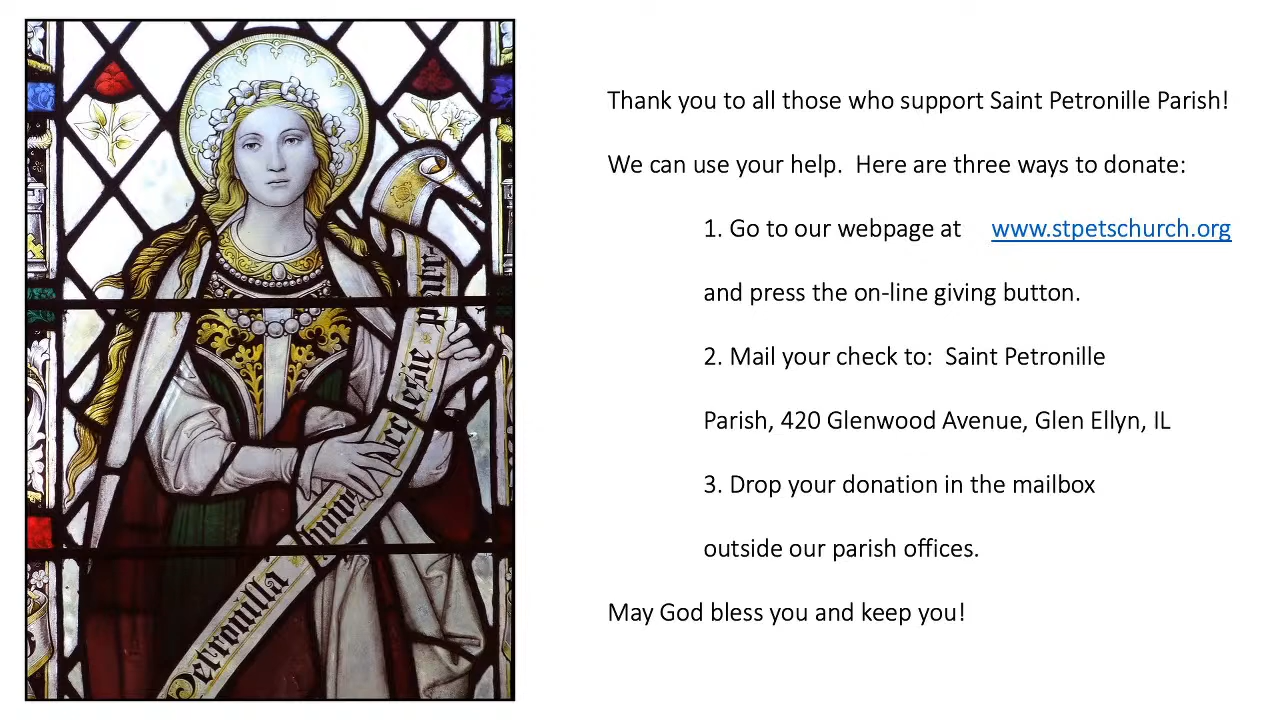 Thank you to all those who support Saint Petronille Parish!
We can use your help. Here are three ways to donate:
1. Go to our webpage at www.stpetschurch.org
and press the on-line giving button.
2. Mail your check to: Saint Petronille
Parish, 420 Glenwood Avenue, Glen Ellyn, IL
3. Drop your donation in the mailbox
outside our parish offices.
May God bless you and keep you!
Petronilla ecclesie